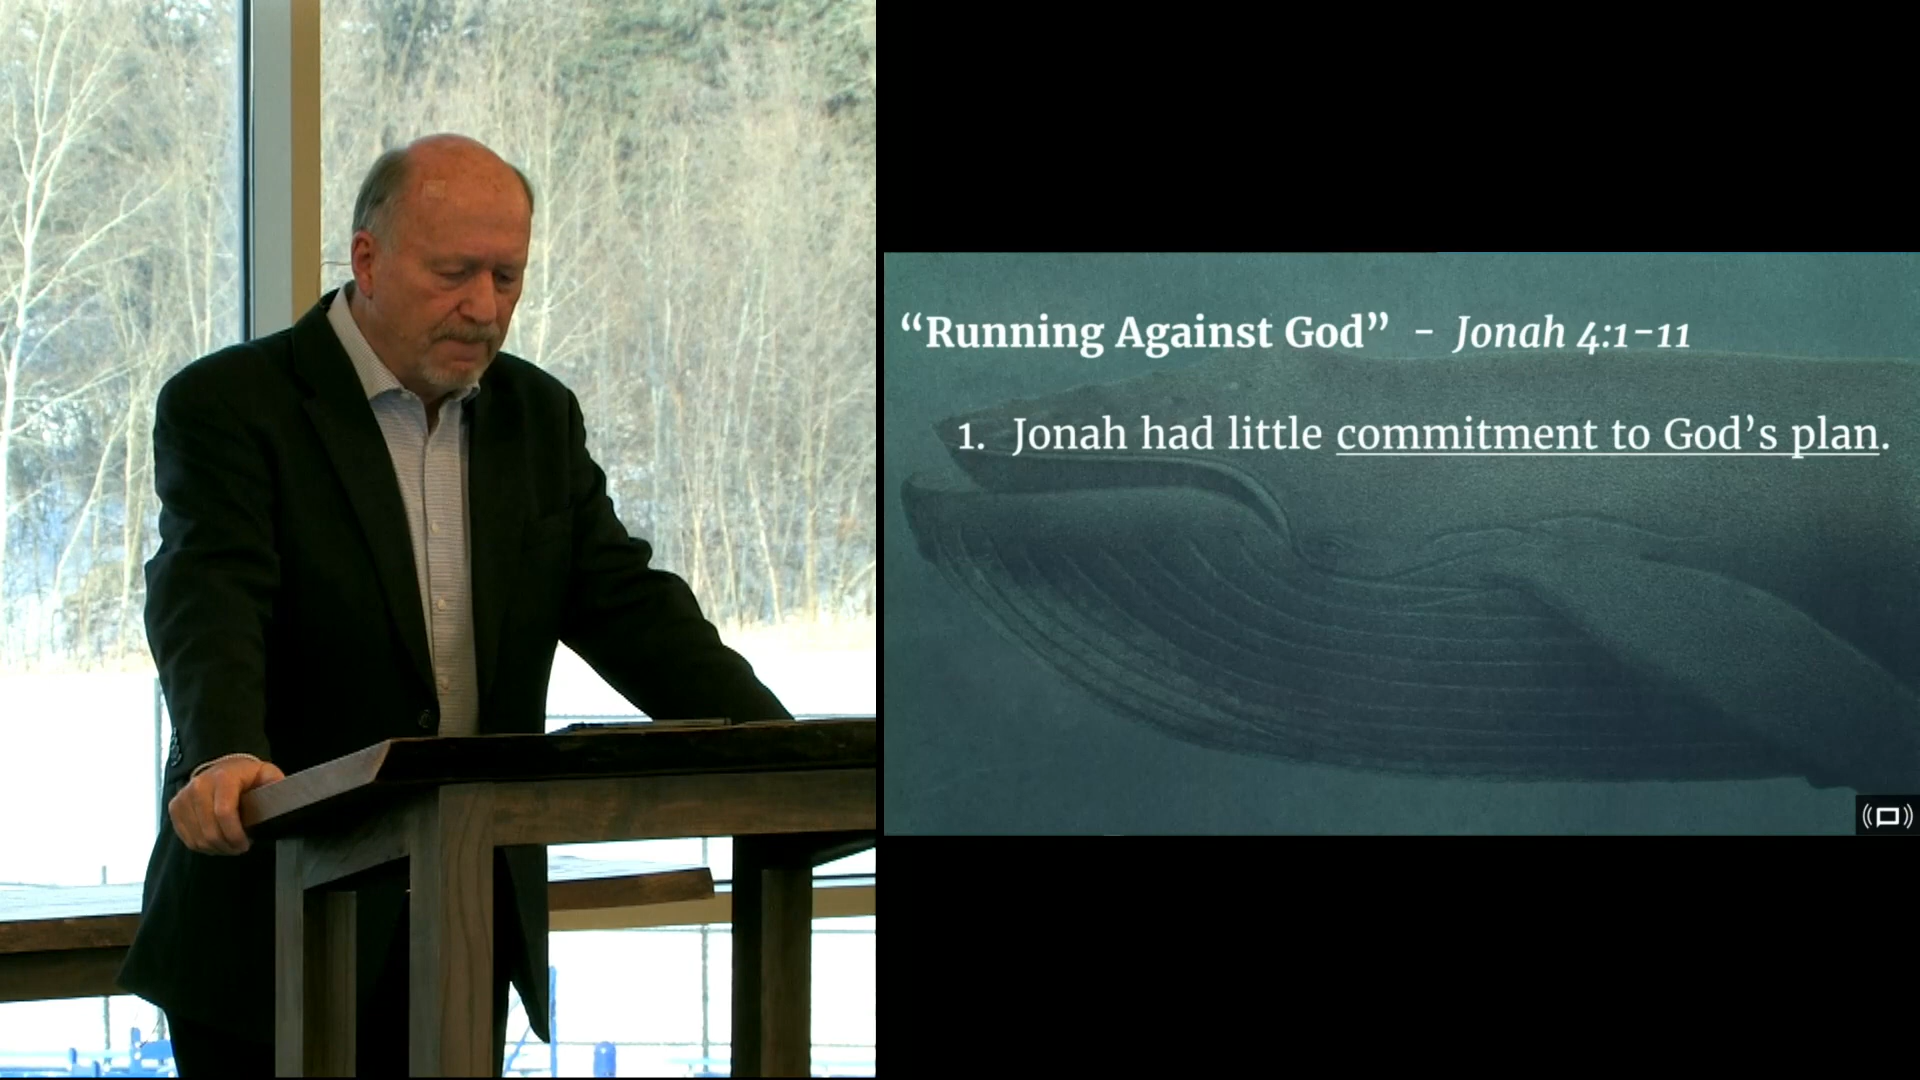 “Running Against God” - Jonah 4:1-11
1. Jonah had little commitment to God’s plan.